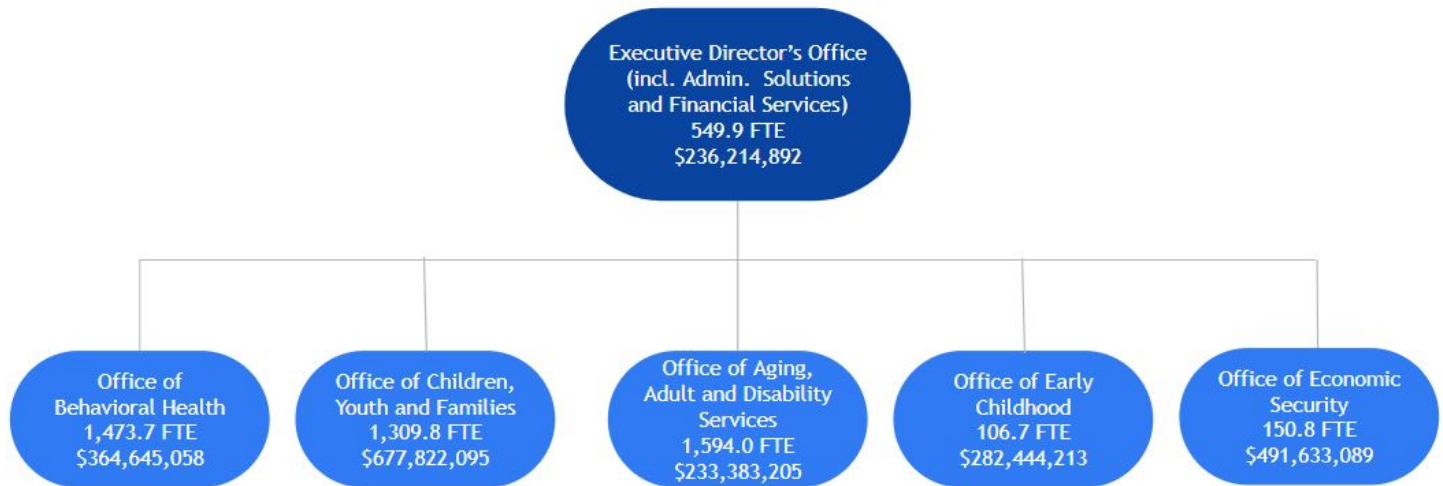 Executive Director's Office
(incl. Admin.  Solutions
and Financial Services)
549.9 FTE
$236,214,892
Office of
Behavioral Health
1,473.7 FTE
$364,645,058
Office of Children,
Youth and Families
1,309.8 FTE
$677,822,095
Office of Aging,
Adult and Disability
Services
1,594.0 FTE
$233,383,205
Office of Early
Childhood
106.7 FTE
$282,444,213
Office of Economic
Security
150.8 FTE
$491,633,089